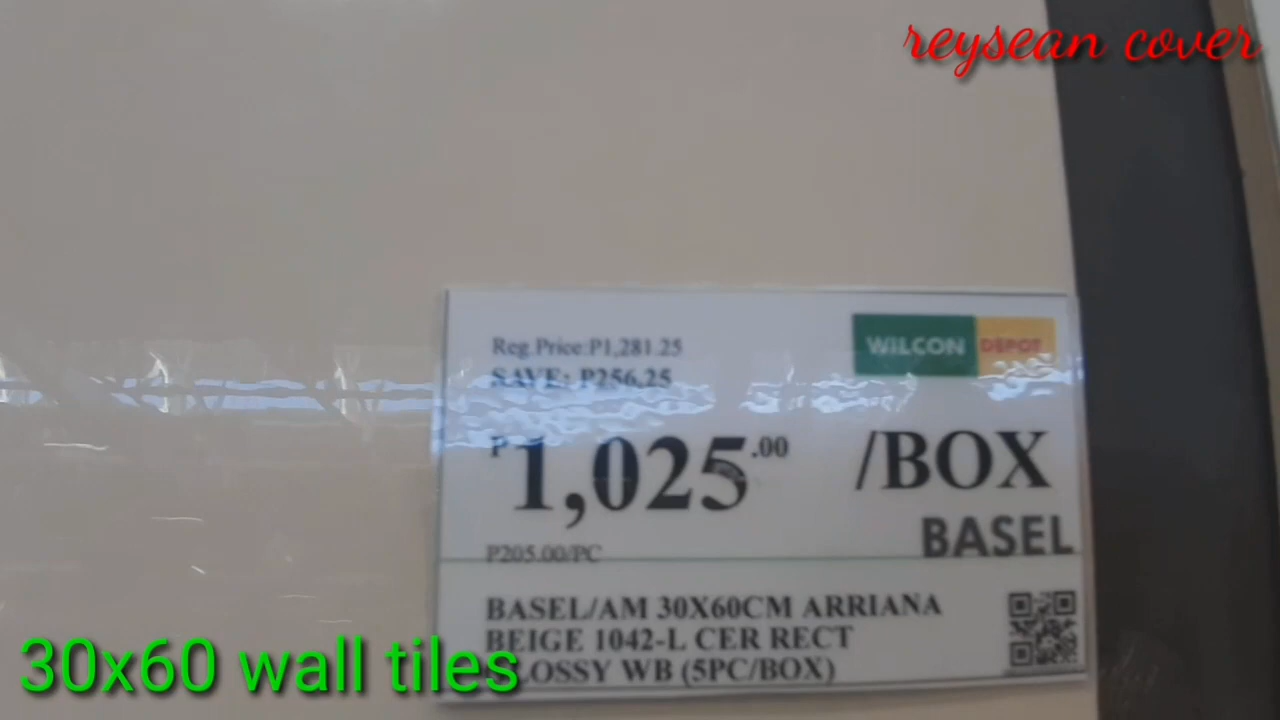 reysean cover
Reg.Price:P1,281.25
SAVE: P256.25
WILCON DEPOT
P1,025.00 /BOX
BASEL
P205.00/PC
BASEL/AM 30X60CM ARRIANA
BEIGE 1042-L CER RECT
GLOSSY WB (5PC/BOX)
30x60 wall tiles